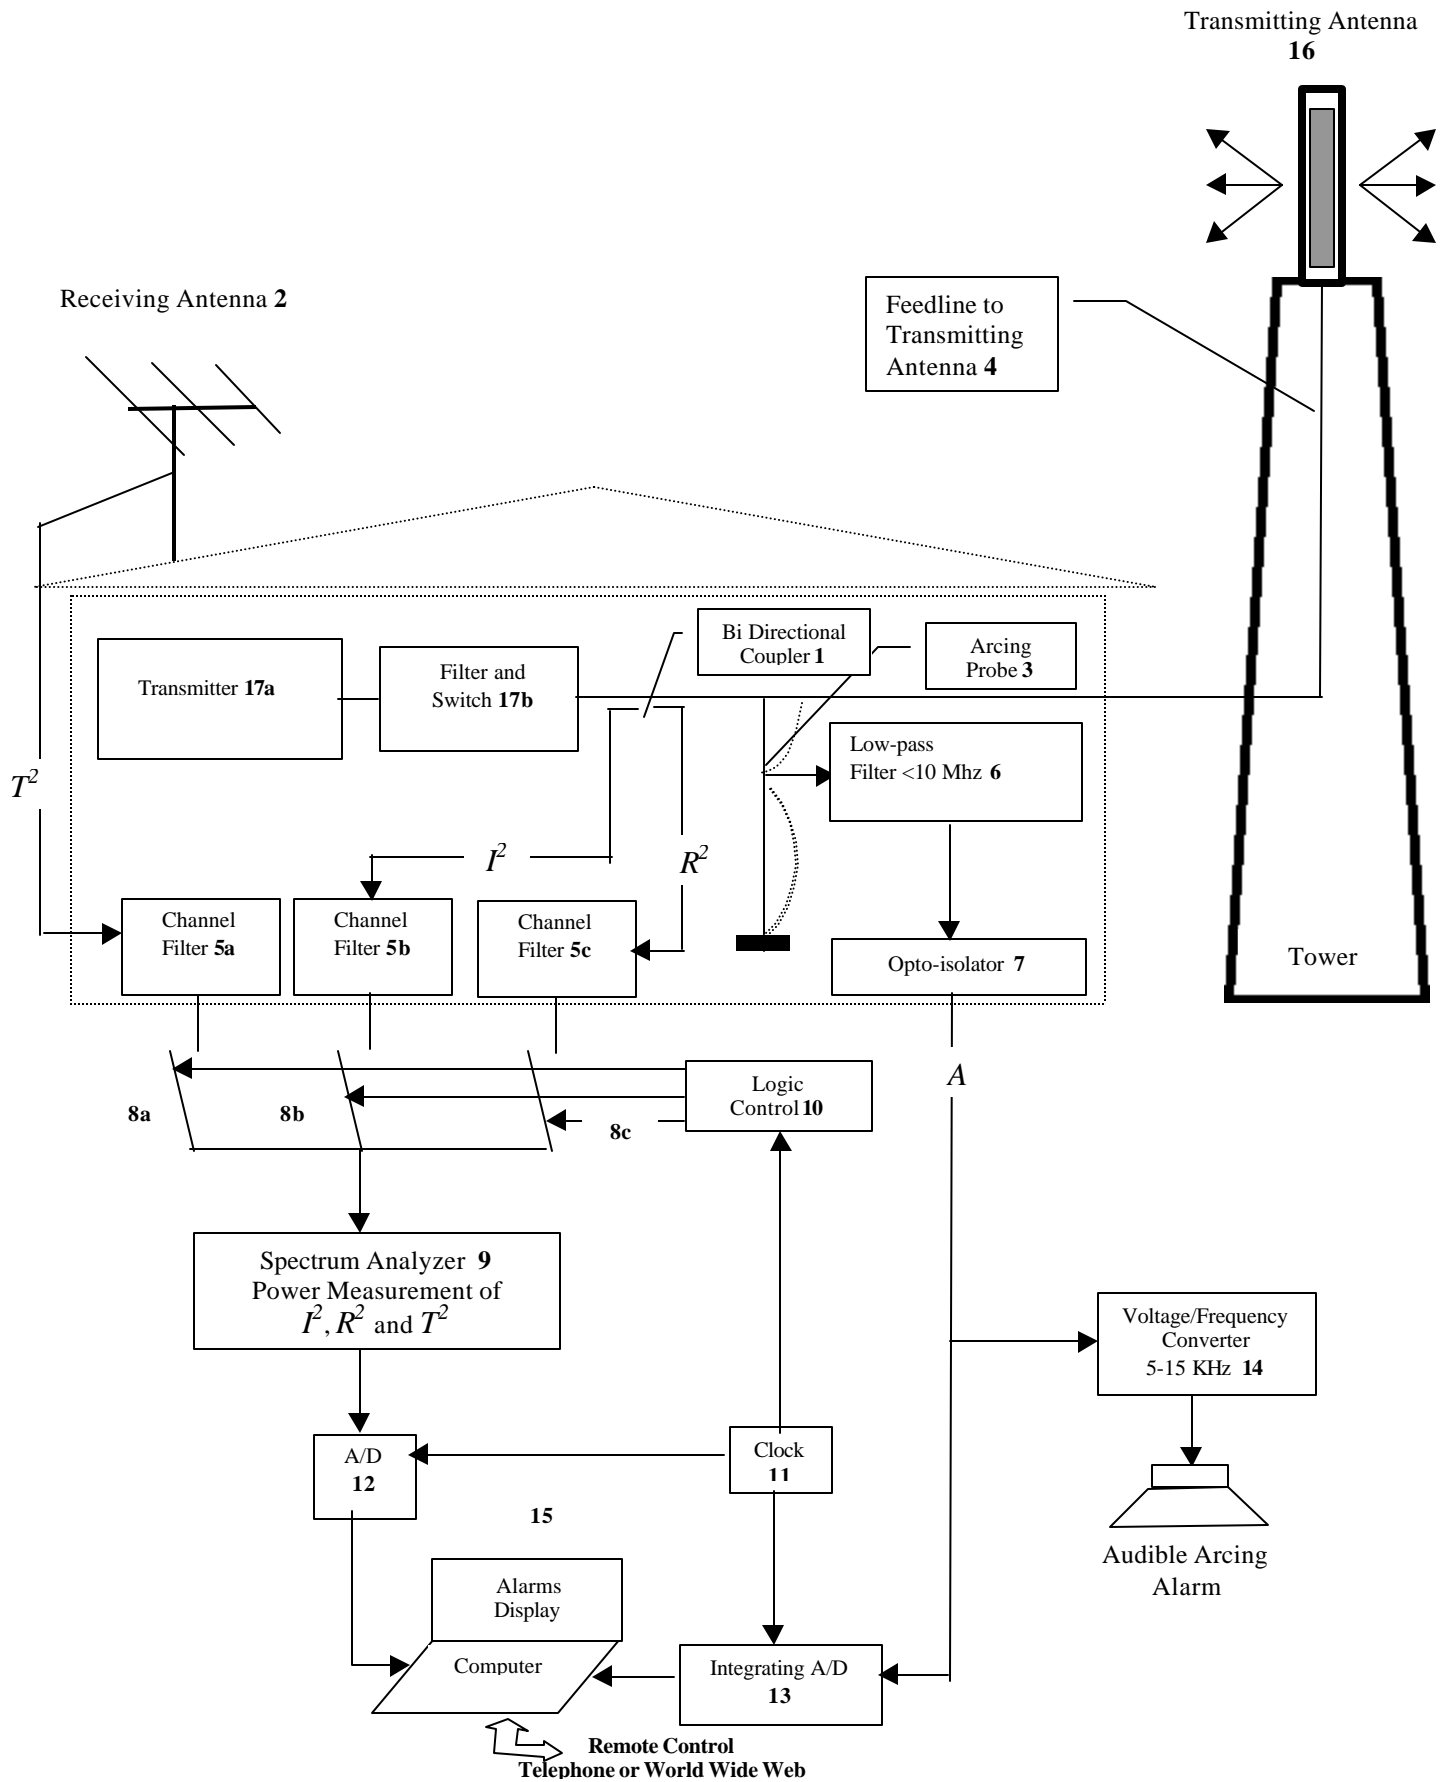 Transmitting Antenna
16
Receiving Antenna 2
Feedline to
Transmitting
Antenna 4
Bi Directional
Coupler 1
Arcing
Probe 3
Transmitter 17a
Filter and
Switch 17b
Low-pass
Filter <10 Mhz 6
T²
I²
R²
Channel
Filter 5a
Channel
Filter 5b
Channel
Filter 5c
Opto-isolator 7
Tower
A
Logic
Control 10
8a
8b
8c
Spectrum Analyzer 9
Power Measurement of
I², R² and T²
Voltage/Frequency
Converter
5-15 KHz 14
A/D
12
Clock
11
15
Audible Arcing
Alarm
Alarms
Display
Computer
Integrating A/D
13
Remote Control
Telephone or World Wide Web